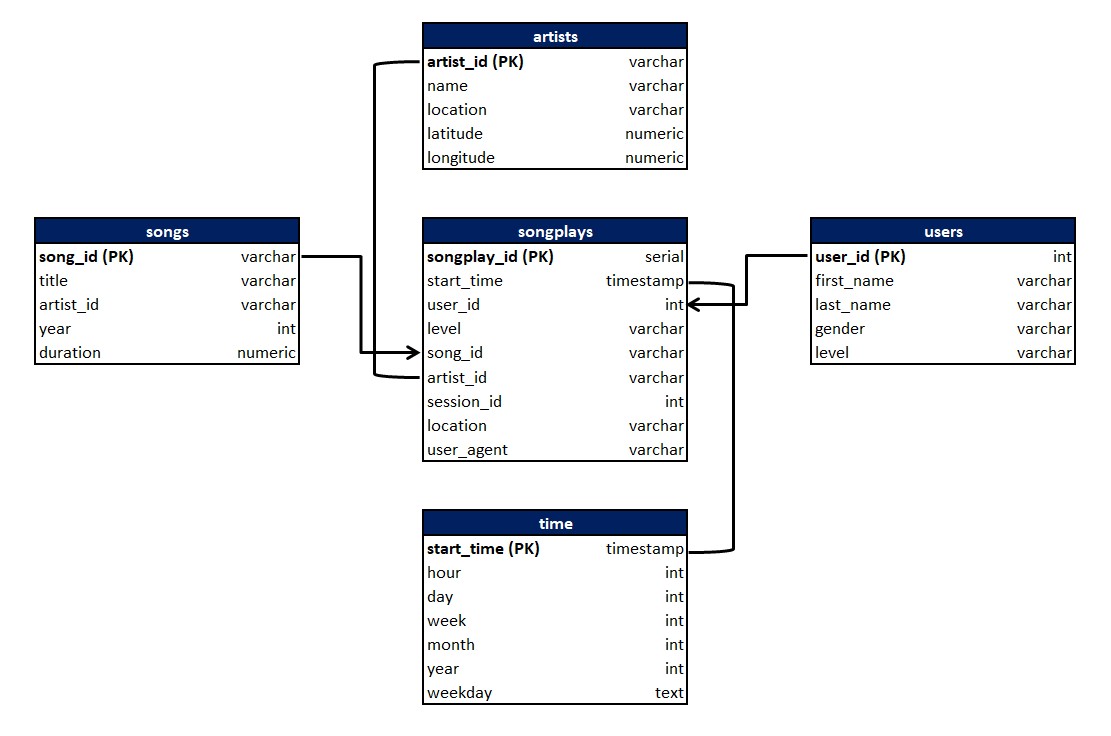 artists
artist_id (PK) varchar
name varchar
location varchar
latitude numeric
longitude numeric
songs
song_id (PK) varchar
title varchar
artist_id varchar
year int
duration numeric
songplays
songplay_id (PK) serial
start_time timestamp
user_id int
level varchar
song_id varchar
artist_id varchar
session_id int
location varchar
user_agent varchar
users
user_id (PK) int
first_name varchar
last_name varchar
gender varchar
level varchar
time
start_time (PK) timestamp
hour int
day int
week int
month int
year int
weekday text